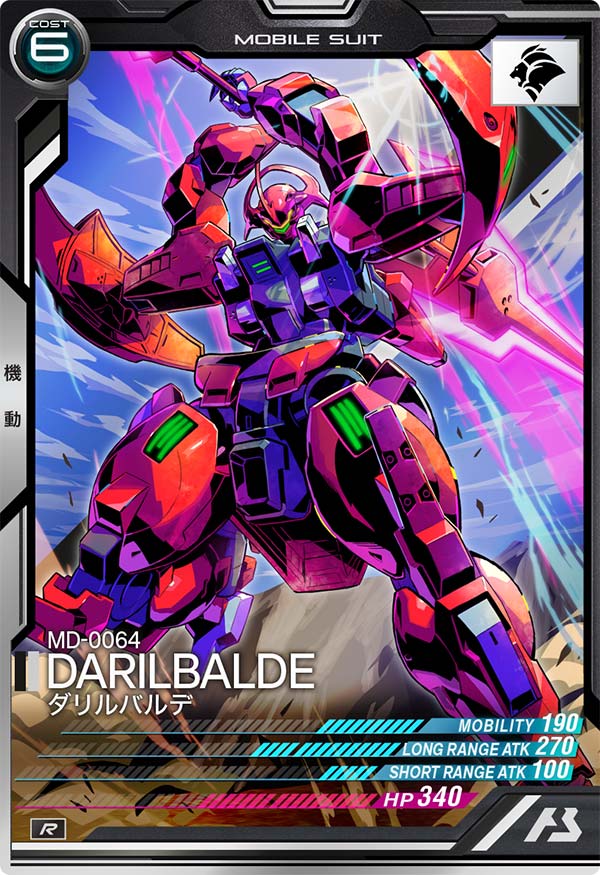 COST
6
MOBILE SUIT
機動
MD-0064
DARILBALDE
ダリルバルデ
MOBILITY 190
LONG RANGE ATK 270
SHORT RANGE ATK 100
HP 340
R